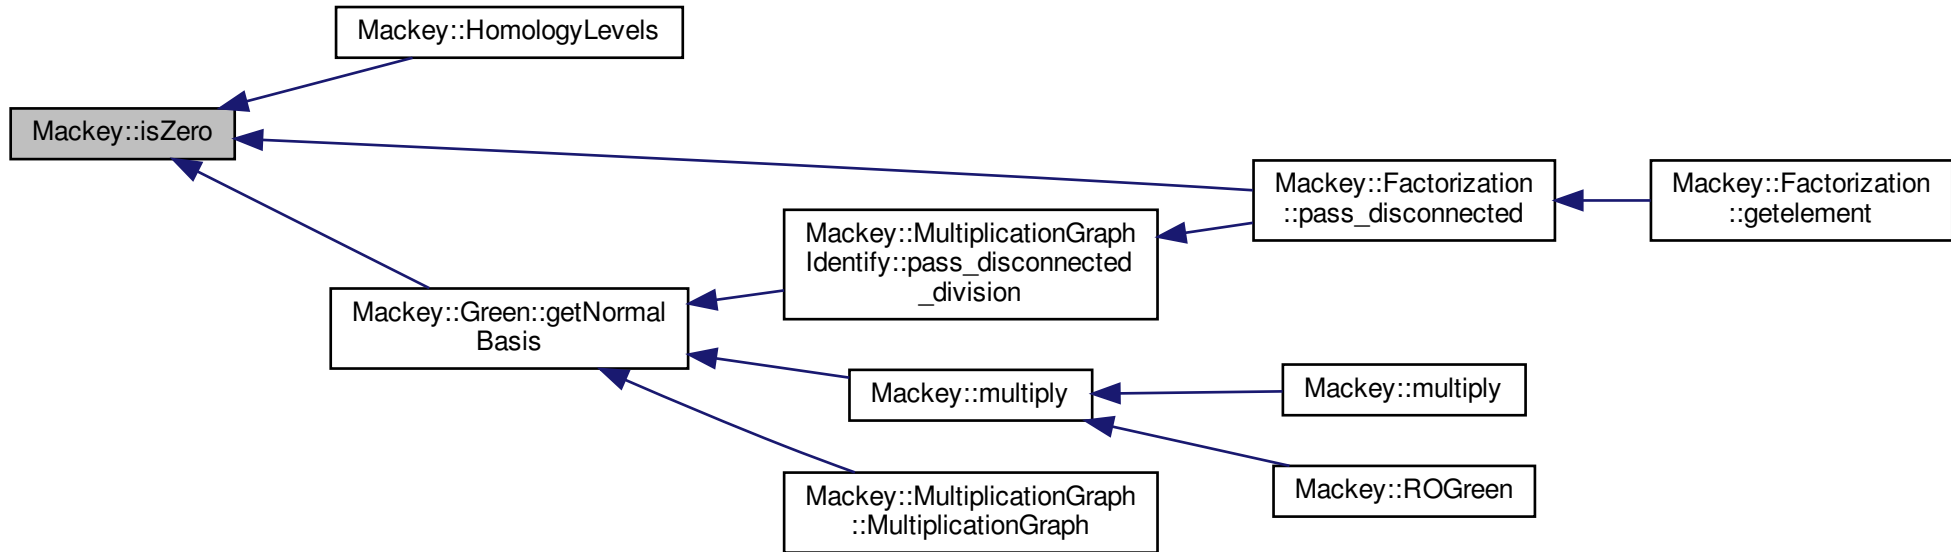 Mackey::HomologyLevels
Mackey::isZero
Mackey::Factorization
::pass_disconnected
Mackey::Factorization
::getelement
Mackey::MultiplicationGraph
Identify::pass_disconnected
_division
Mackey::Green::getNormal
Basis
Mackey::multiply
Mackey::multiply
Mackey::ROGreen
Mackey::MultiplicationGraph
::MultiplicationGraph